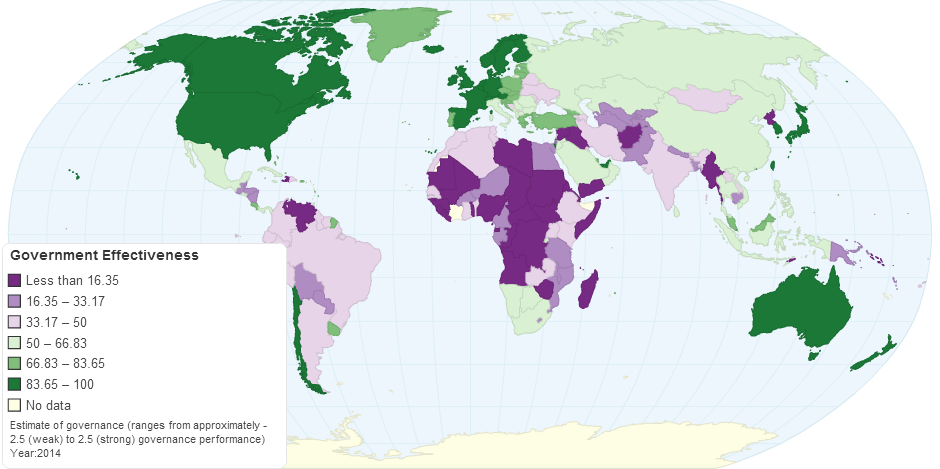 Government Effectiveness
Less than 16.35
16.35 – 33.17
33.17 – 50
50 – 66.83
66.83 – 83.65
83.65 – 100
No data
Estimate of governance (ranges from approximately -
2.5 (weak) to 2.5 (strong) governance performance)
Year:2014